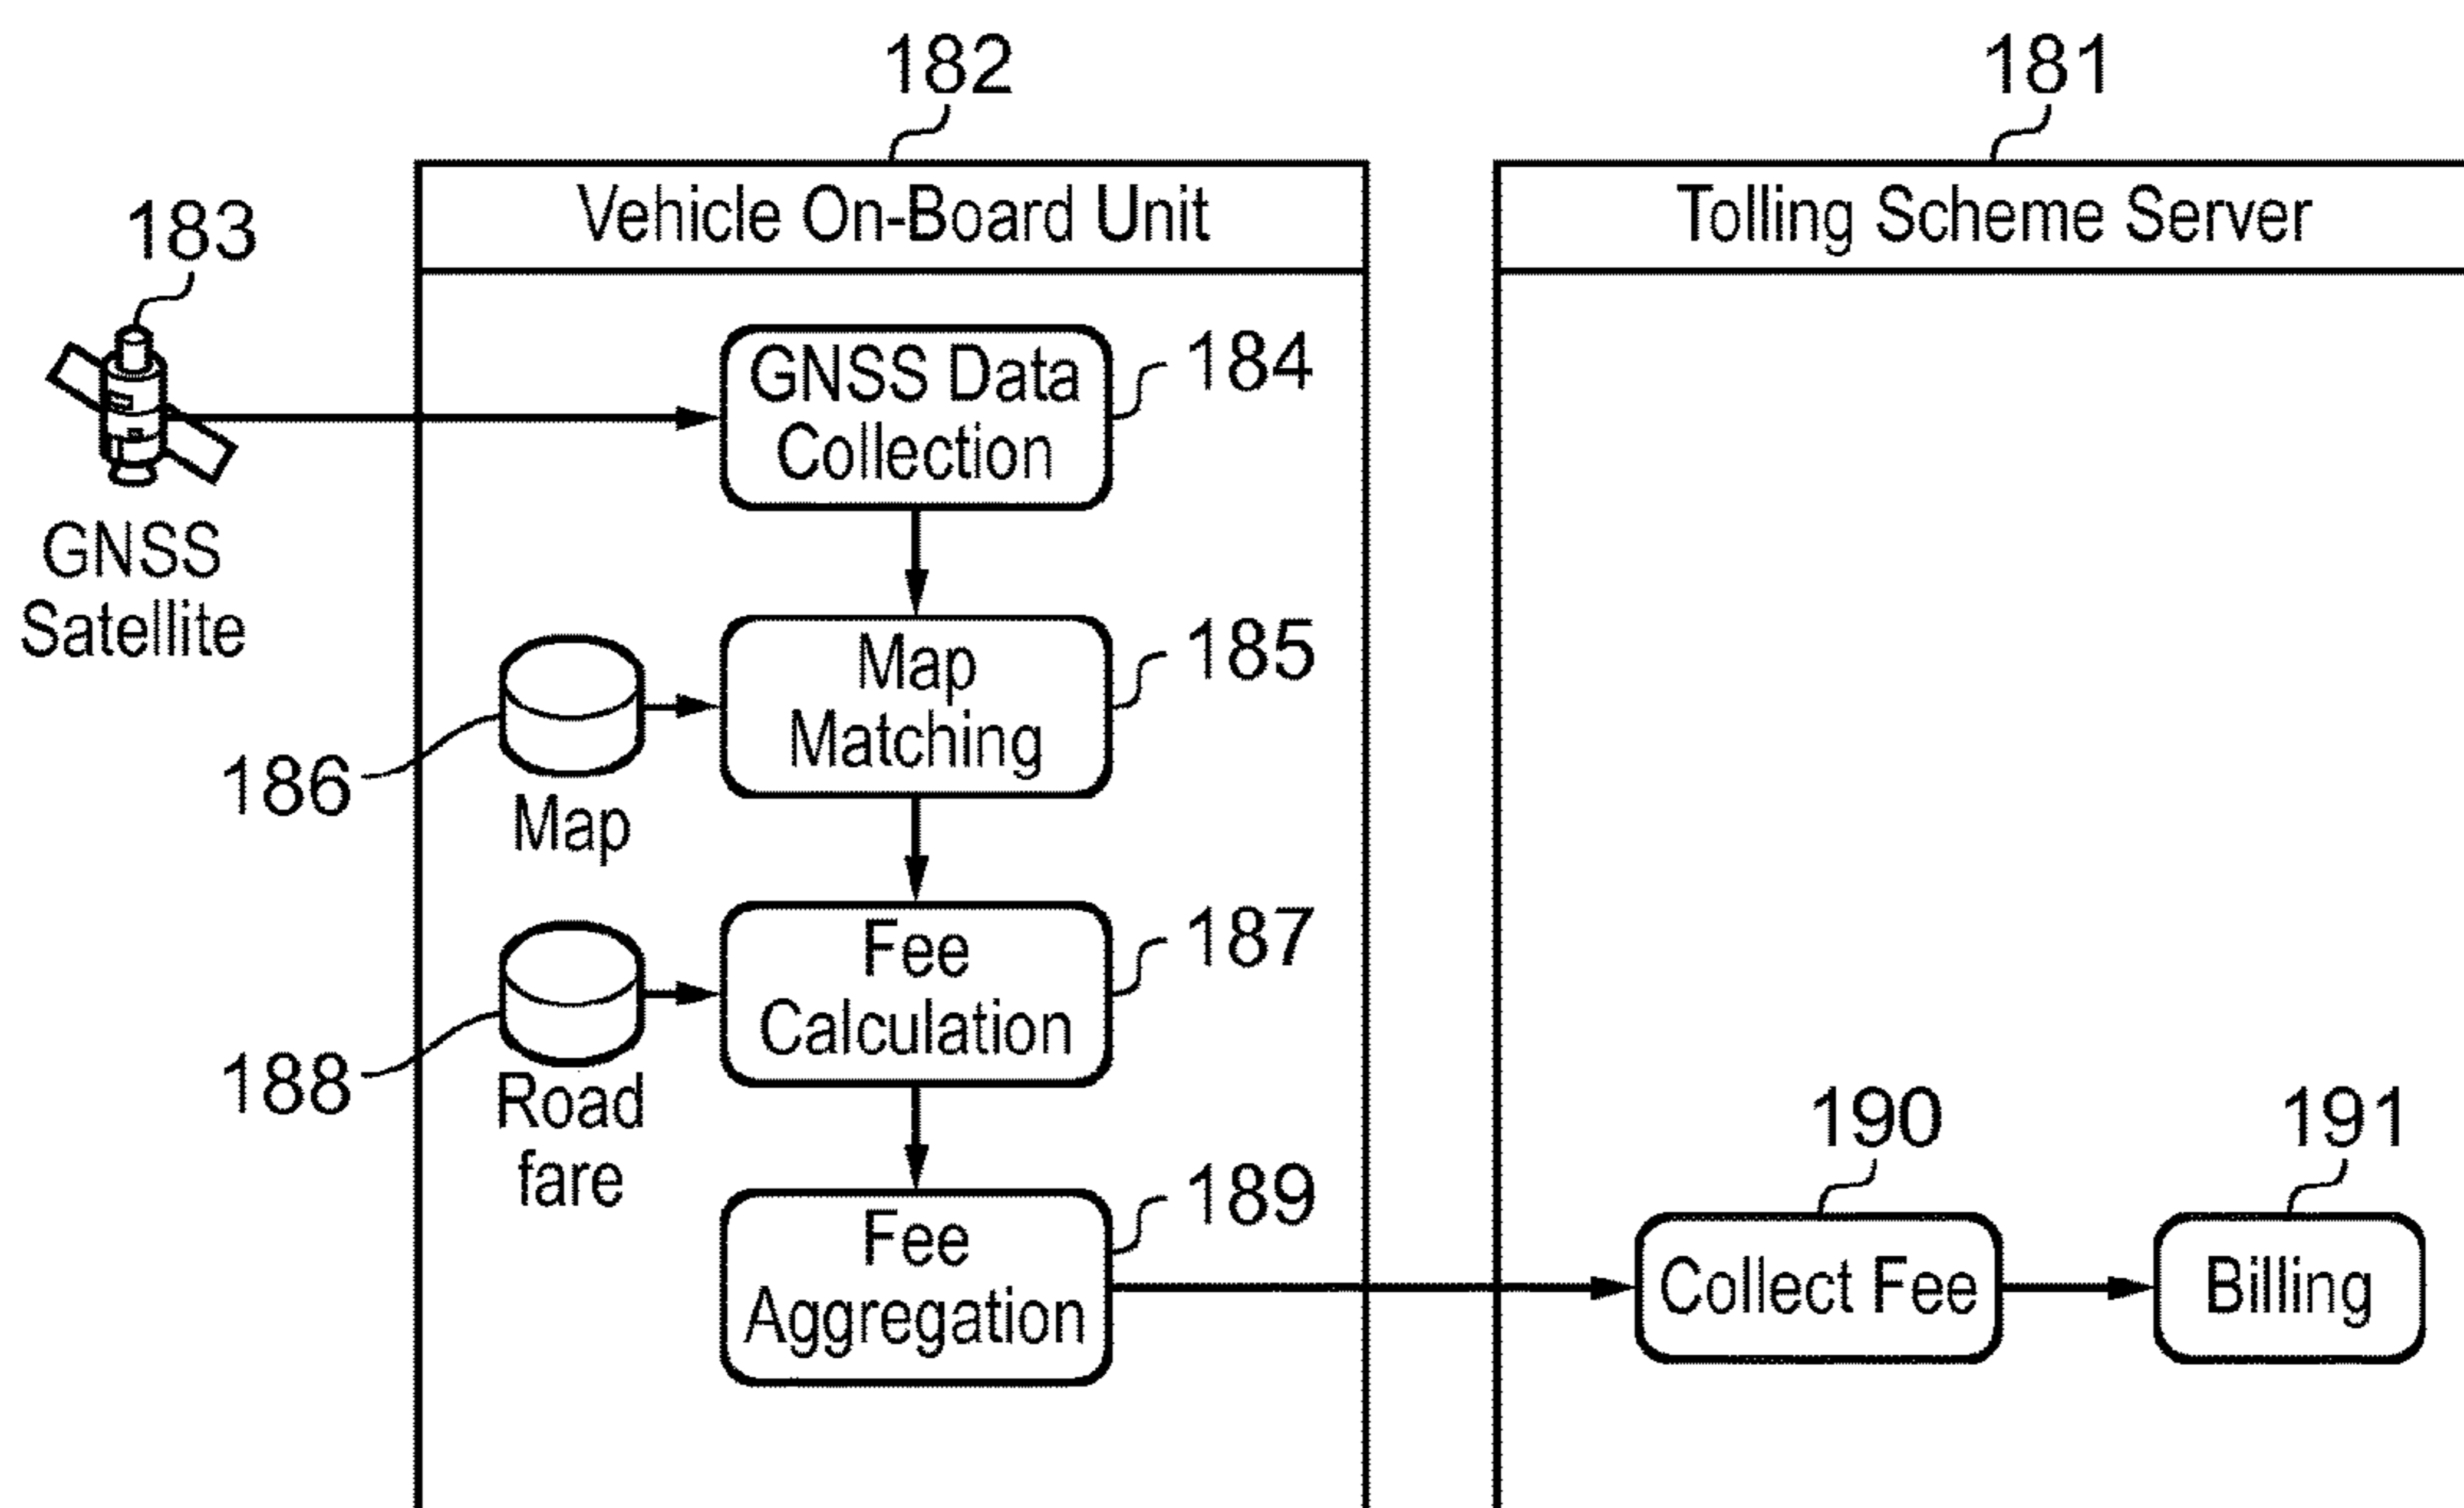 182
181
Vehicle On-Board Unit
Tolling Scheme Server
183
GNSS
Satellite
GNSS Data
Collection
184
Map
Matching
185
186
Map
Fee
Calculation
187
188
Road
fare
Fee
Aggregation
189
190
191
Collect Fee
Billing